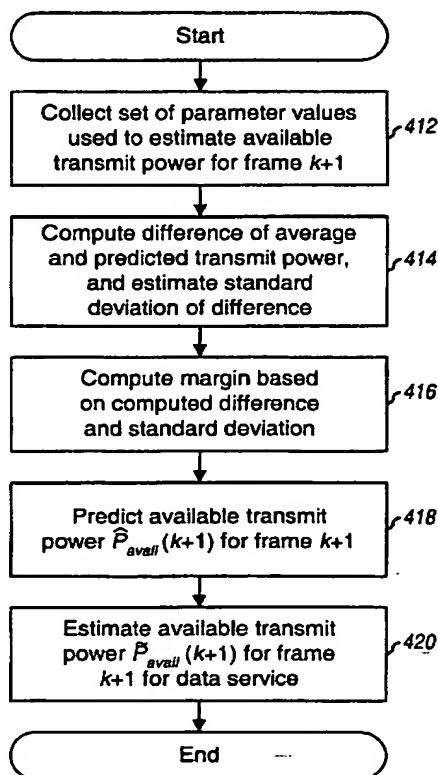 Start
Collect set of parameter values
used to estimate available
transmit power for frame k+1
412
Compute difference of average
and predicted transmit power,
and estimate standard
deviation of difference
414
Compute margin based
on computed difference
and standard deviation
416
Predict available transmit
power P̂avail(k+1) for frame k+1
418
Estimate available transmit
power P̃avail(k+1) for frame
k+1 for data service
420
End